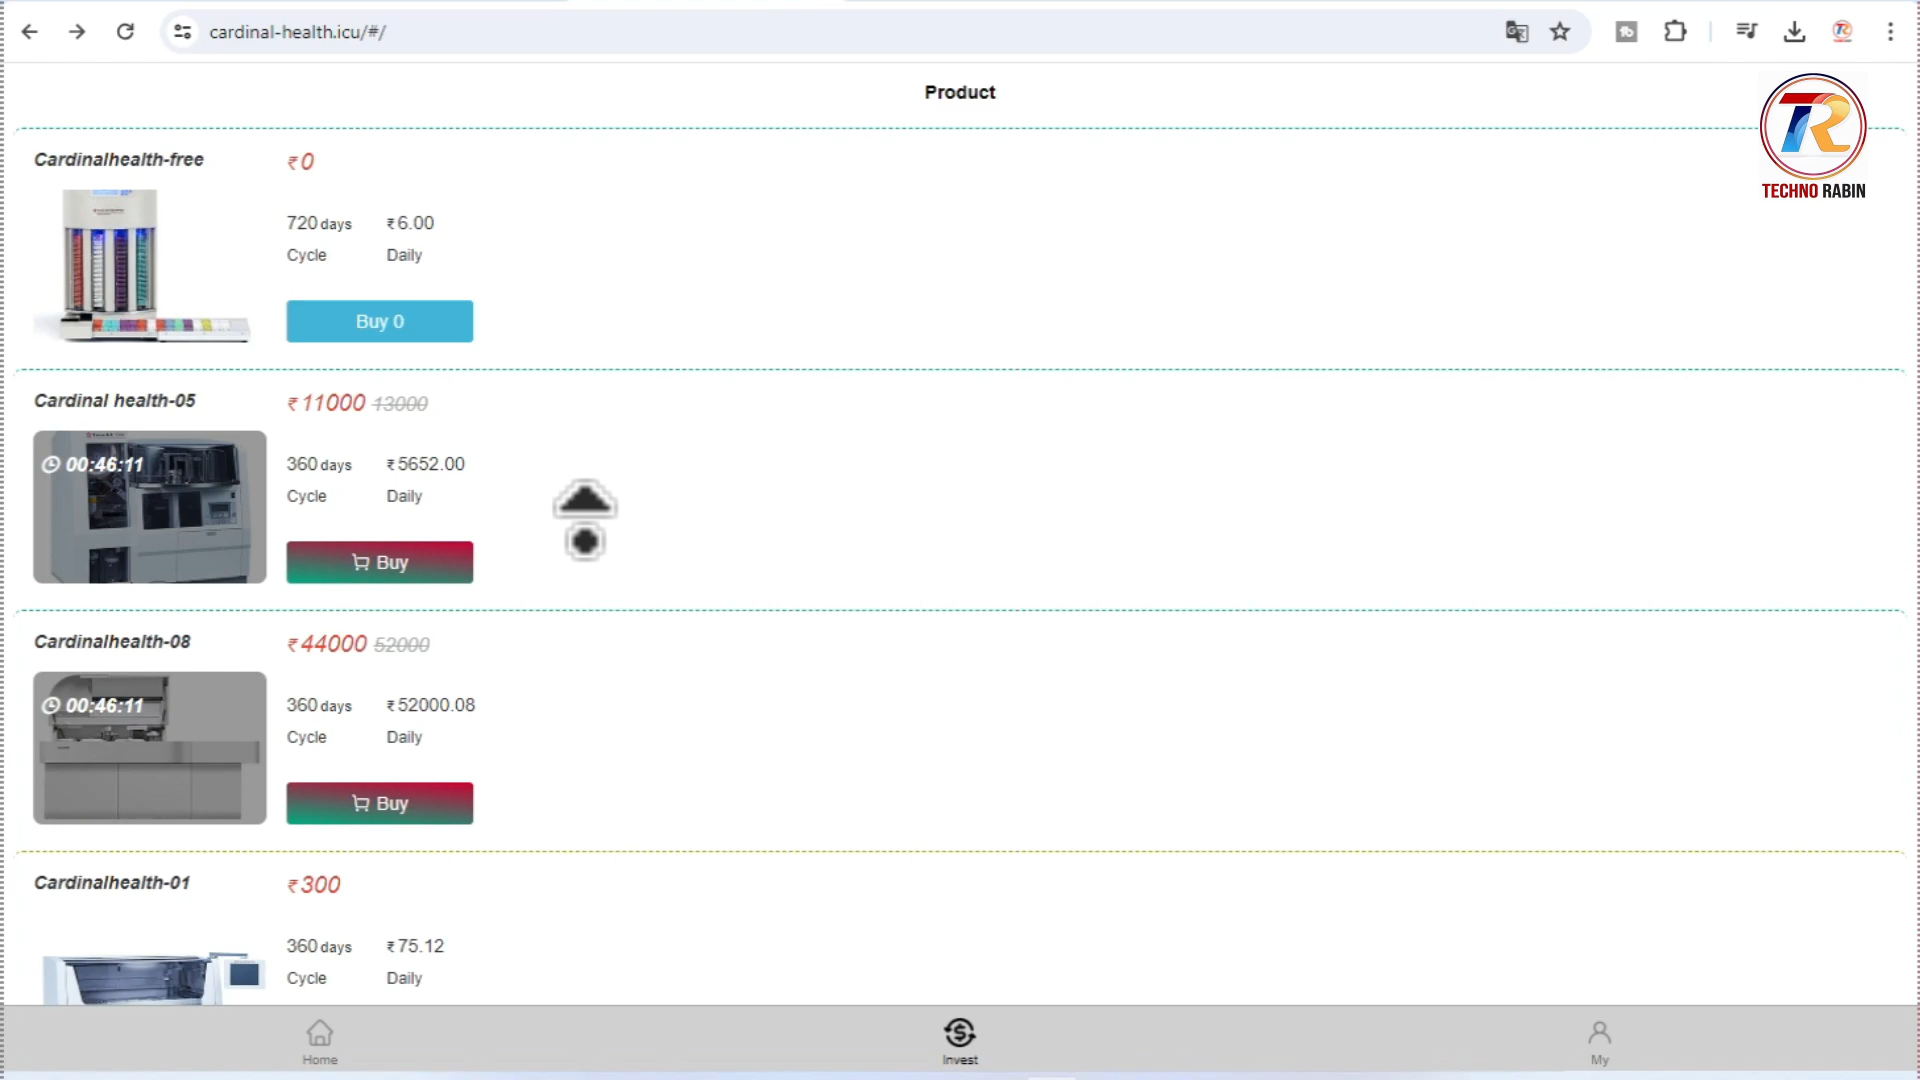 cardinal-health.icu/#/
Product
TR
TECHNO RABIN
Cardinalhealth-free
₹0
720 days ₹6.00
Cycle Daily
Buy 0
Cardinal health-05
₹11000 13000
00:46:11
360 days ₹5652.00
Cycle Daily
Buy
Cardinalhealth-08
₹44000 52000
00:46:11
360 days ₹52000.08
Cycle Daily
Buy
Cardinalhealth-01
₹300
360 days ₹75.12
Cycle Daily
Home Invest My